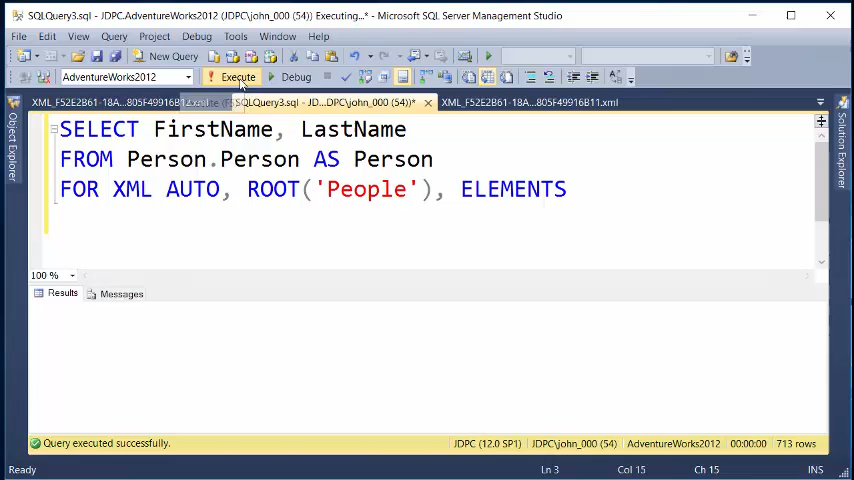 SQLQuery3.sql - JDPC.AdventureWorks2012 (JDPC\john_000 (54)) Executing...* - Microsoft SQL Server Management Studio
File Edit View Query Project Debug Tools Window Help
New Query
AdventureWorks2012 ! Execute Debug
XML_F52E2B61-18A...805F49916B12.xml SQLQuery3.sql - JD...DPC\john_000 (54))* XML_F52E2B61-18A...805F49916B11.xml
Object Explorer
Solution Explorer
SELECT FirstName, LastName
FROM Person.Person AS Person
FOR XML AUTO, ROOT('People'), ELEMENTS
100 %
Results Messages
Query executed successfully. JDPC (12.0 SP1) JDPC\john_000 (54) AdventureWorks2012 00:00:00 713 rows
Ready Ln 3 Col 15 Ch 15 INS